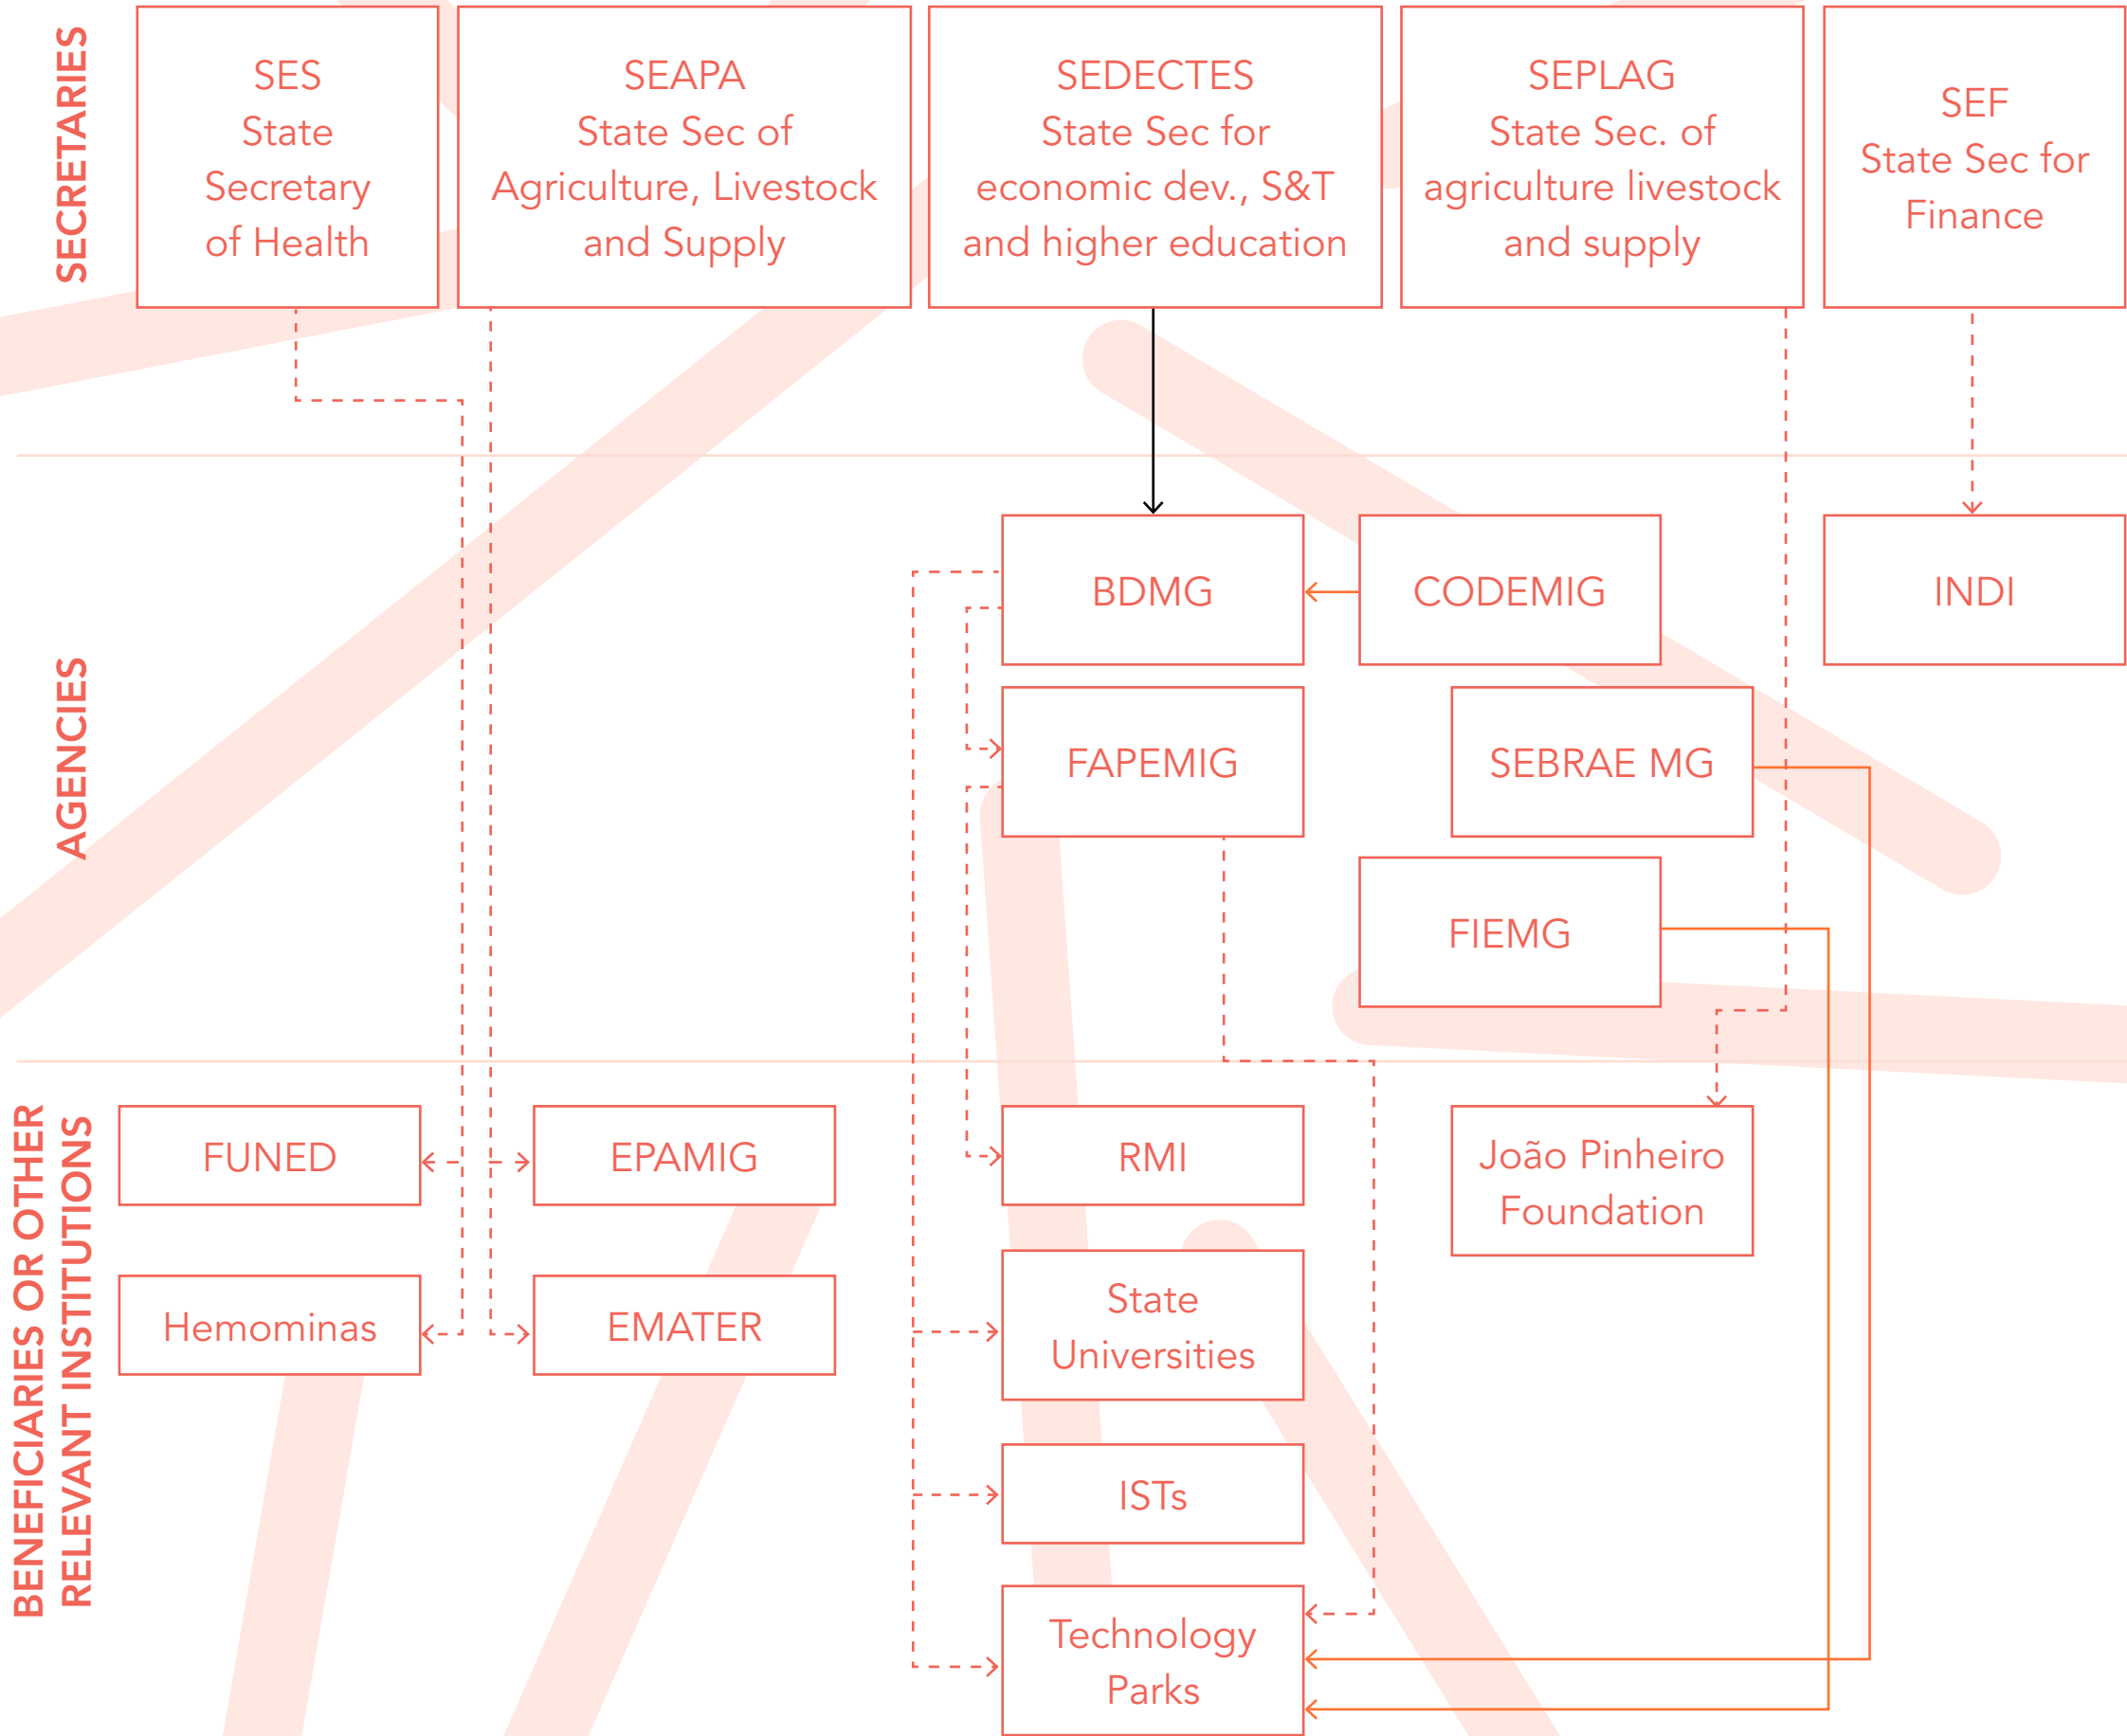 SECRETARIES
SES
State
Secretary
of Health
SEAPA
State Sec of
Agriculture, Livestock
and Supply
SEDECTES
State Sec for
economic dev., S&T
and higher education
SEPLAG
State Sec. of
agriculture livestock
and supply
SEF
State Sec for
Finance
AGENCIES
BDMG
CODEMIG
INDI
FAPEMIG
SEBRAE MG
FIEMG
BENEFICIARIES OR OTHER
RELEVANT INSTITUTIONS
FUNED
EPAMIG
RMI
João Pinheiro
Foundation
Hemominas
EMATER
State
Universities
ISTs
Technology
Parks